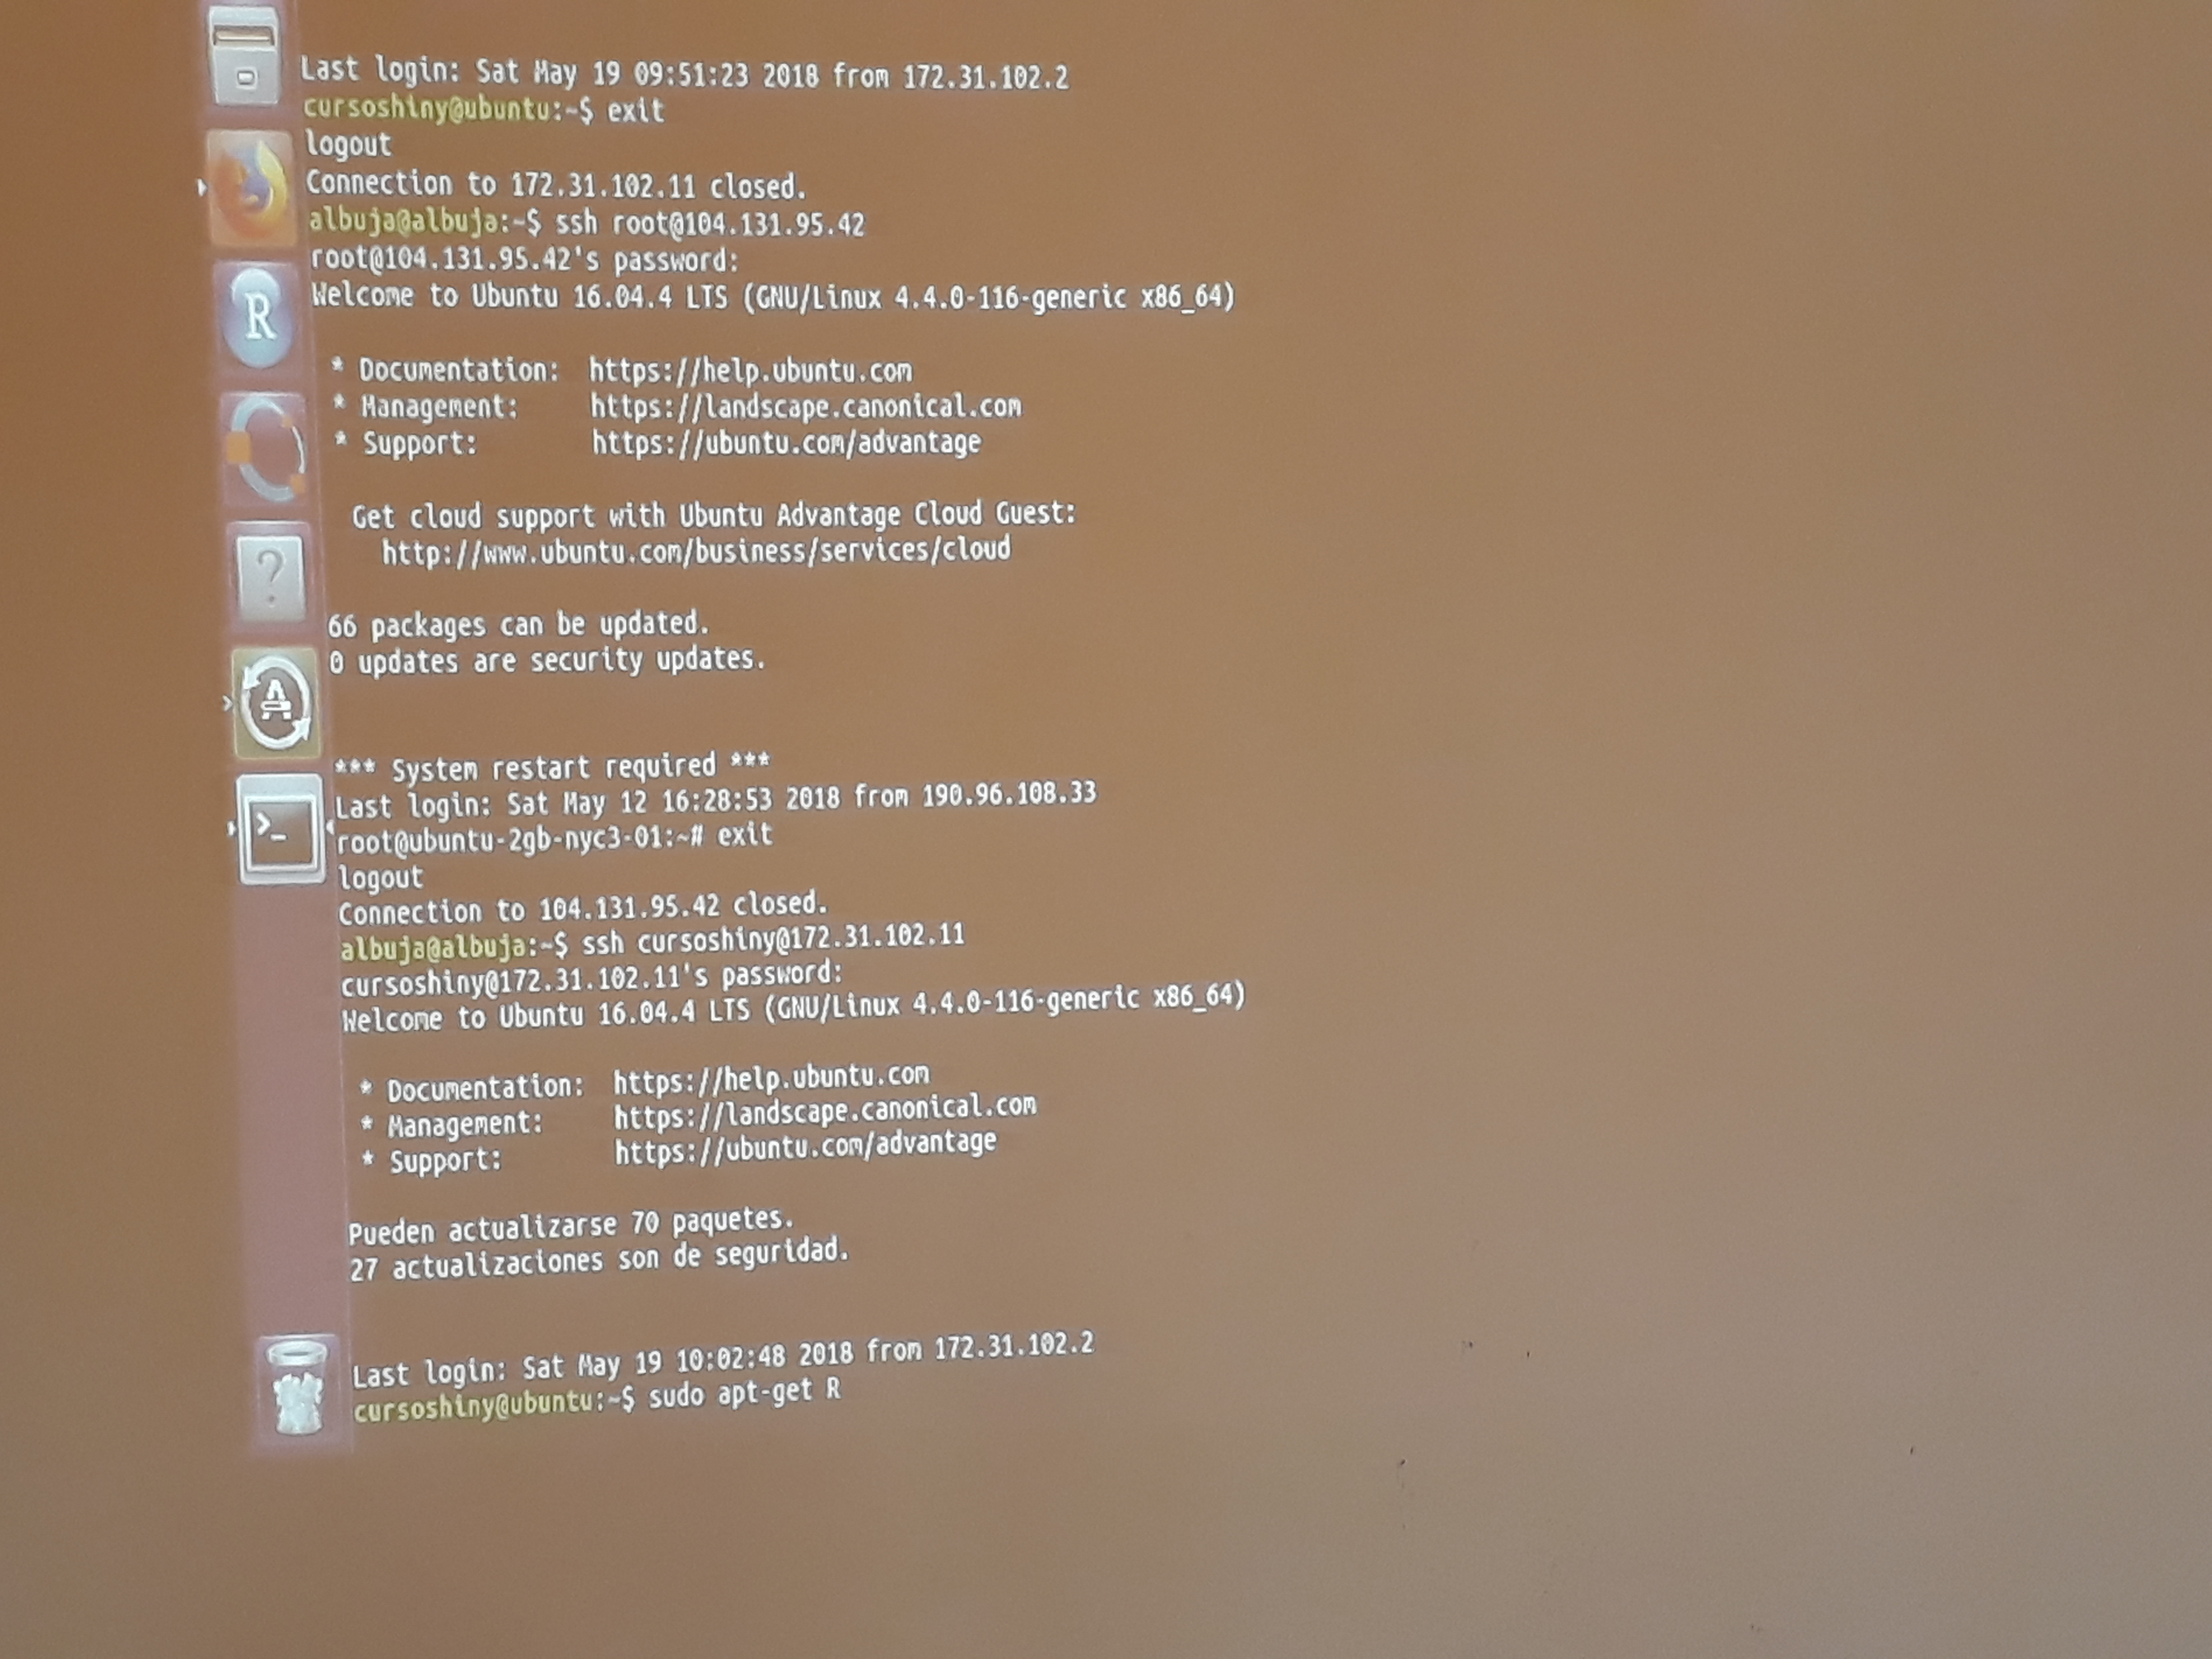 Last login: Sat May 19 09:51:23 2018 from 172.31.102.2
cursoshiny@ubuntu:~$ exit
logout
Connection to 172.31.102.11 closed.
albuja@albuja:~$ ssh root@104.131.95.42
root@104.131.95.42's password:
Welcome to Ubuntu 16.04.4 LTS (GNU/Linux 4.4.0-116-generic x86_64)
* Documentation:  https://help.ubuntu.com
* Management:     https://landscape.canonical.com
* Support:        https://ubuntu.com/advantage
Get cloud support with Ubuntu Advantage Cloud Guest:
http://www.ubuntu.com/business/services/cloud
66 packages can be updated.
0 updates are security updates.
*** System restart required ***
Last login: Sat May 12 16:28:53 2018 from 190.96.108.33
root@ubuntu-2gb-nyc3-01:~# exit
logout
Connection to 104.131.95.42 closed.
albuja@albuja:~$ ssh cursoshiny@172.31.102.11
cursoshiny@172.31.102.11's password:
Welcome to Ubuntu 16.04.4 LTS (GNU/Linux 4.4.0-116-generic x86_64)
* Documentation:  https://help.ubuntu.com
* Management:     https://landscape.canonical.com
* Support:        https://ubuntu.com/advantage
Pueden actualizarse 70 paquetes.
27 actualizaciones son de seguridad.
Last login: Sat May 19 10:02:48 2018 from 172.31.102.2
cursoshiny@ubuntu:~$ sudo apt-get R